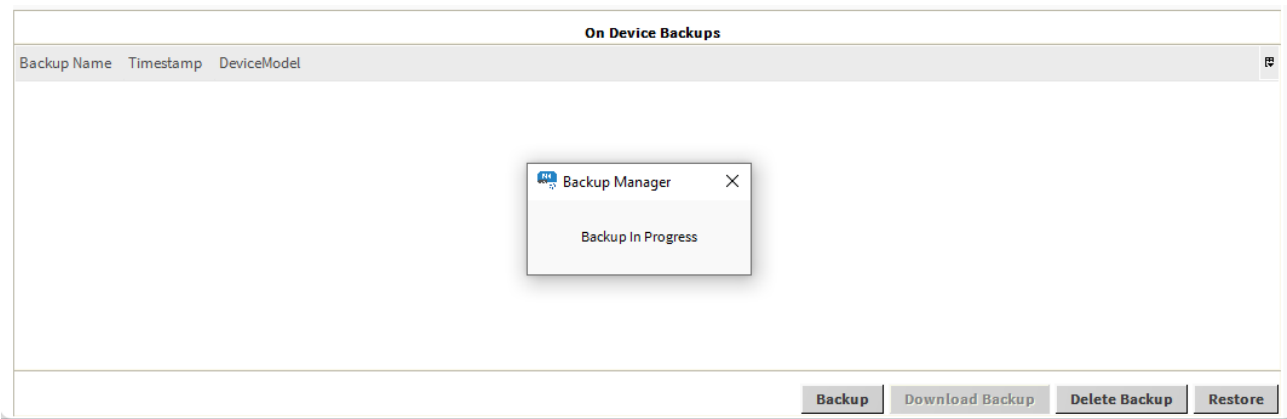 On Device Backups
Backup Name Timestamp DeviceModel
Backup Manager
Backup In Progress
Backup Download Backup Delete Backup Restore